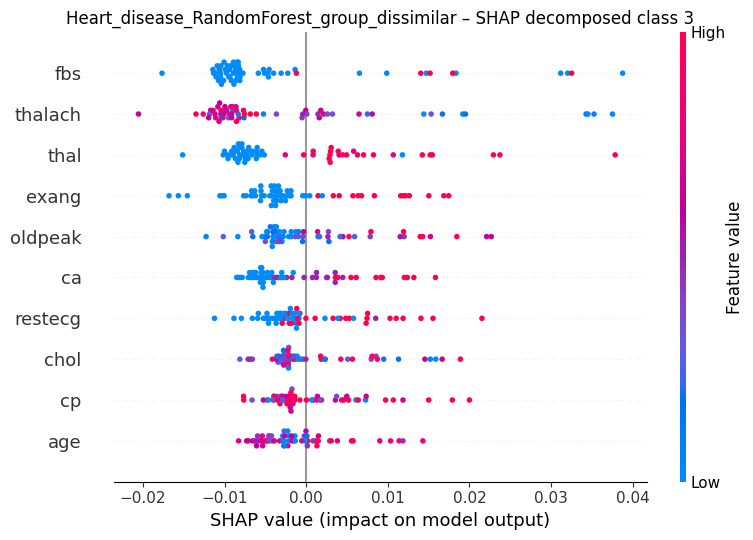 Heart_disease_RandomForest_group_dissimilar – SHAP decomposed class 3
High
fbs
thalach
thal
exang
oldpeak
ca
restecg
chol
cp
age
Feature value
Low
−0.02 −0.01 0.00 0.01 0.02 0.03 0.04
SHAP value (impact on model output)